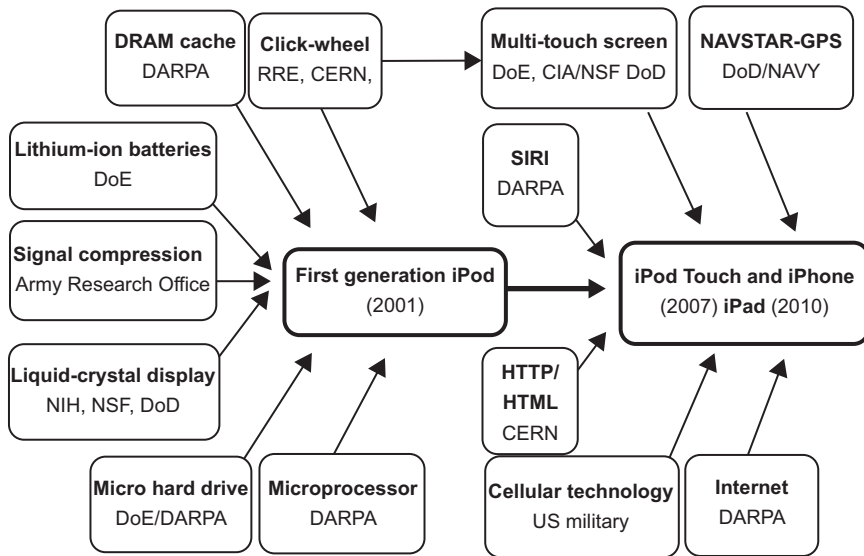 DRAM cache
DARPA
Click-wheel
RRE, CERN,
Multi-touch screen
DoE, CIA/NSF DoD
NAVSTAR-GPS
DoD/NAVY
Lithium-ion batteries
DoE
SIRI
DARPA
Signal compression
Army Research Office
First generation iPod
(2001)
iPod Touch and iPhone
(2007) iPad (2010)
Liquid-crystal display
NIH, NSF, DoD
HTTP/
HTML
CERN
Micro hard drive
DoE/DARPA
Microprocessor
DARPA
Cellular technology
US military
Internet
DARPA